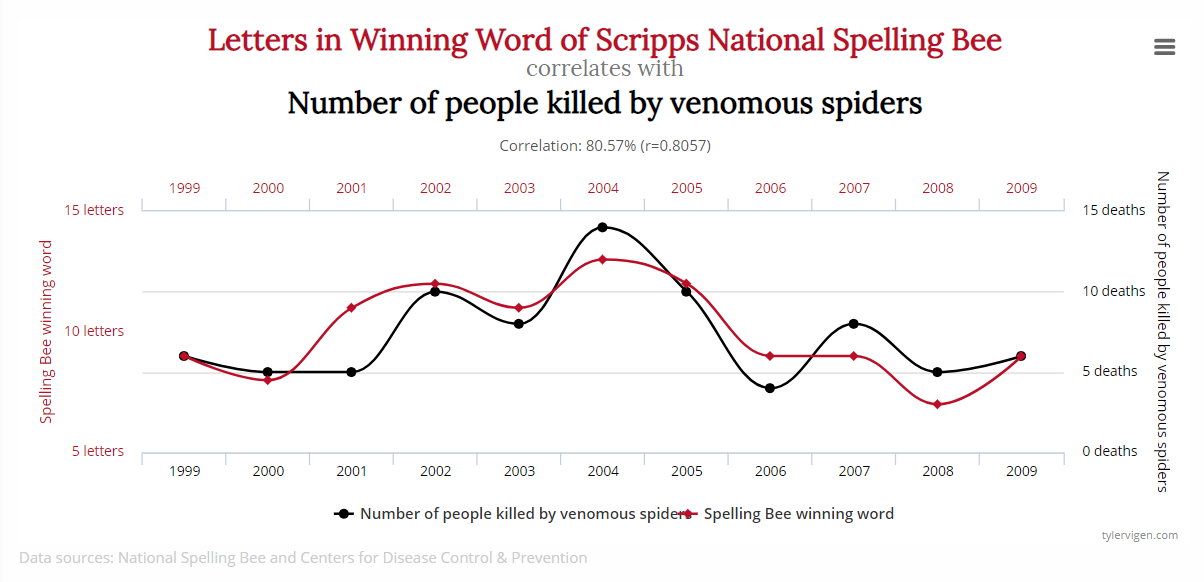 Letters in Winning Word of Scripps National Spelling Bee
correlates with
Number of people killed by venomous spiders
Correlation: 80.57% (r=0.8057)
1999 2000 2001 2002 2003 2004 2005 2006 2007 2008 2009
15 letters
10 letters
5 letters
Spelling Bee winning word
15 deaths
10 deaths
5 deaths
0 deaths
Number of people killed by venomous spiders
1999 2000 2001 2002 2003 2004 2005 2006 2007 2008 2009
Number of people killed by venomous spiders Spelling Bee winning word
tylervigen.com
Data sources: National Spelling Bee and Centers for Disease Control & Prevention